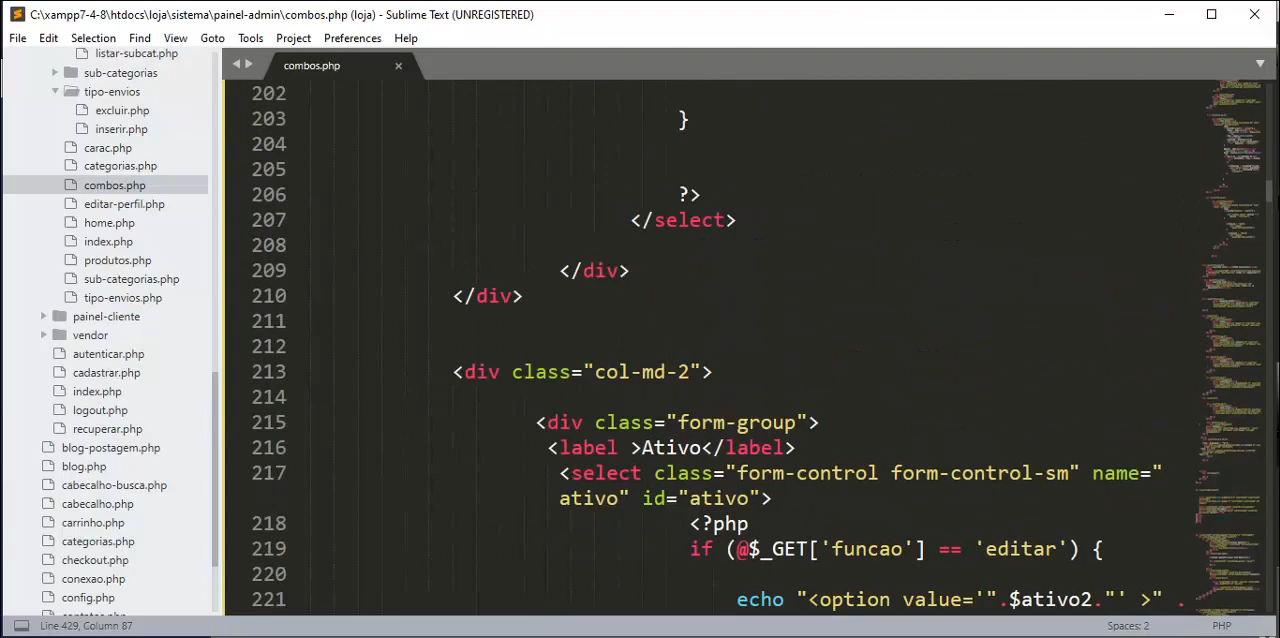 C:\xampp7-4-8\htdocs\loja\sistema\painel-admin\combos.php (loja) - Sublime Text (UNREGISTERED)
File Edit Selection Find View Goto Tools Project Preferences Help
listar-subcat.php
sub-categorias
tipo-envios
excluir.php
inserir.php
carac.php
categorias.php
combos.php
editar-perfil.php
home.php
index.php
produtos.php
sub-categorias.php
tipo-envios.php
painel-cliente
vendor
autenticar.php
cadastrar.php
index.php
logout.php
recuperar.php
blog-postagem.php
blog.php
cabecalho-busca.php
cabecalho.php
carrinho.php
categorias.php
checkout.php
conexao.php
config.php
combos.php
202
203 }
204
205
206 ?>
207 </select>
208
209 </div>
210 </div>
211
212
213 <div class="col-md-2">
214
215 <div class="form-group">
216 <label >Ativo</label>
217 <select class="form-control form-control-sm" name="
ativo" id="ativo">
218 <?php
219 if (@$_GET['funcao'] == 'editar') {
220
221 echo "<option value='".$ativo2."' >" .
Line 429, Column 87
Spaces: 2
PHP